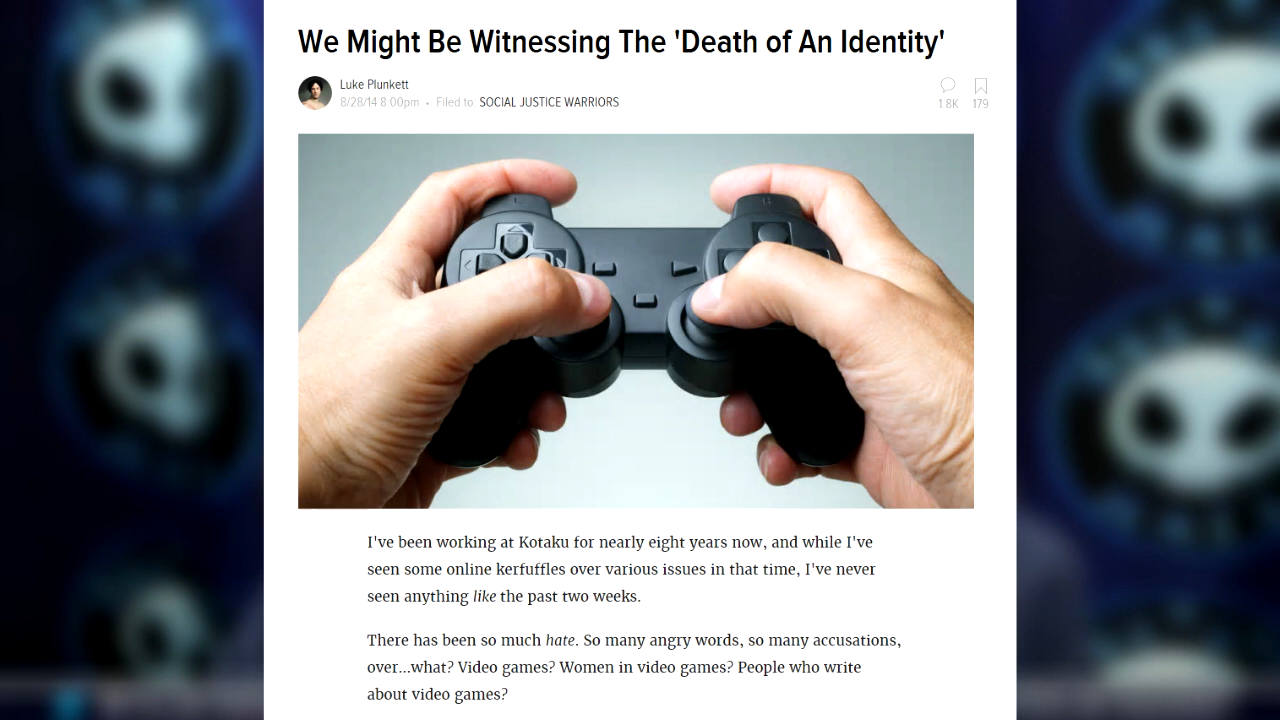 We Might Be Witnessing The 'Death of An Identity'
Luke Plunkett
8/28/14 8:00pm • Filed to SOCIAL JUSTICE WARRIORS
1.8K 179
I've been working at Kotaku for nearly eight years now, and while I've
seen some online kerfuffles over various issues in that time, I've never
seen anything like the past two weeks.
There has been so much hate. So many angry words, so many accusations,
over...what? Video games? Women in video games? People who write
about video games?